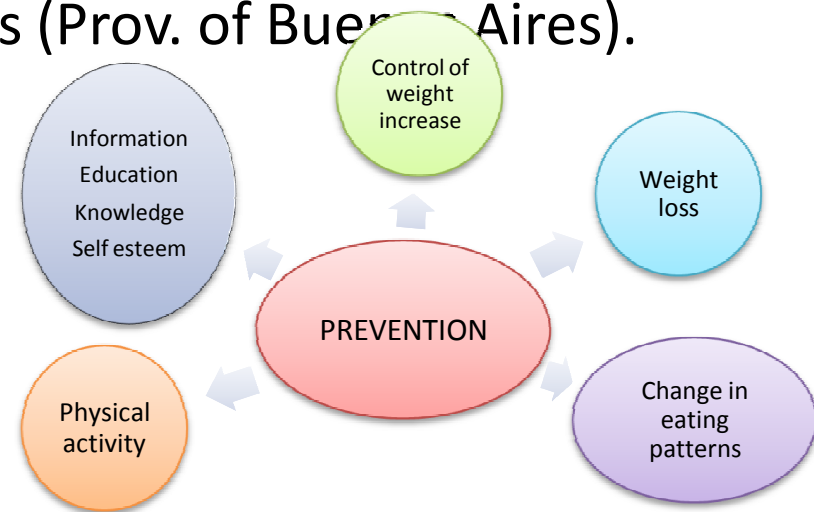 s (Prov. of Buenos Aires).
Control of
weight
increase
Information
Education
Knowledge
Self esteem
Weight
loss
PREVENTION
Change in
eating
patterns
Physical
activity